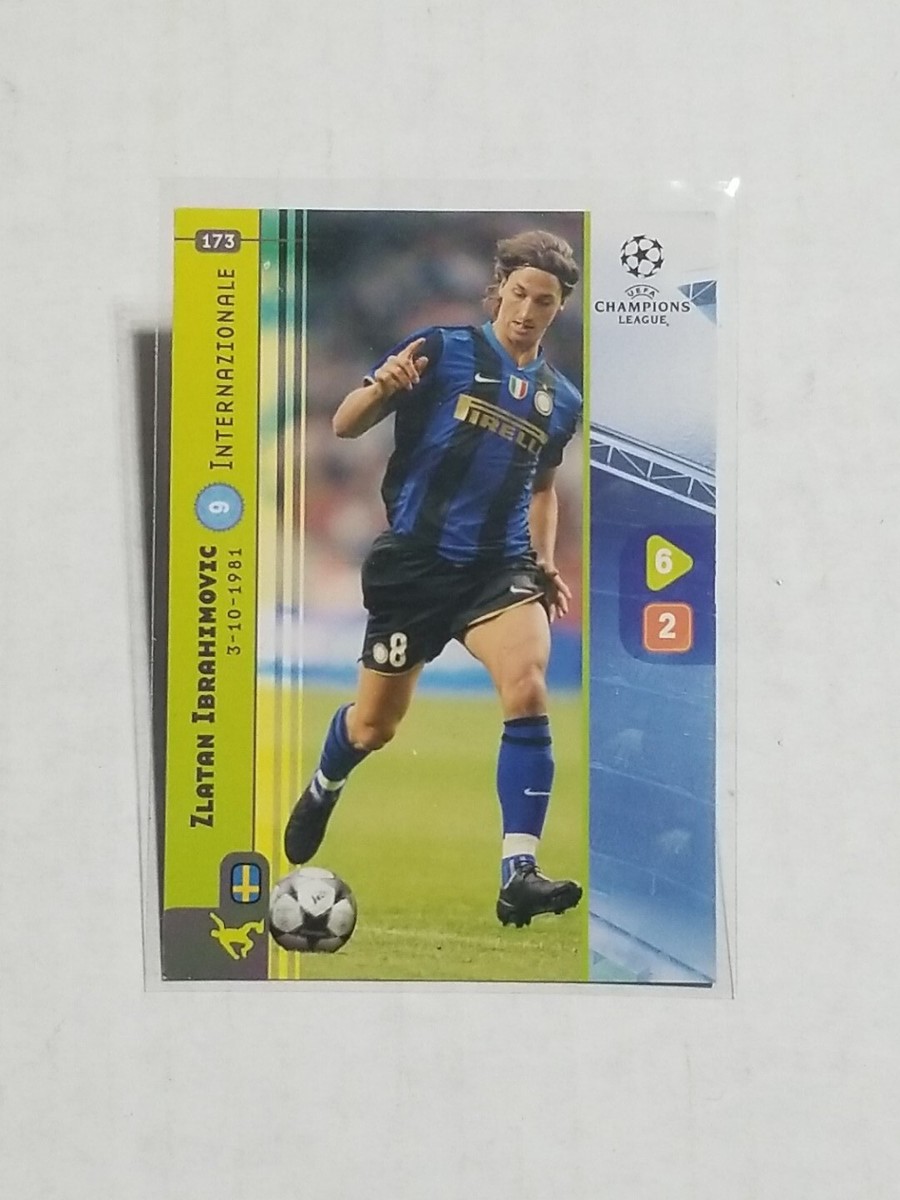 173
INTERNAZIONALE
9
ZLATAN IBRAHIMOVIC
3-10-1981
UEFA
CHAMPIONS
LEAGUE
PIRELLI
6
2
8